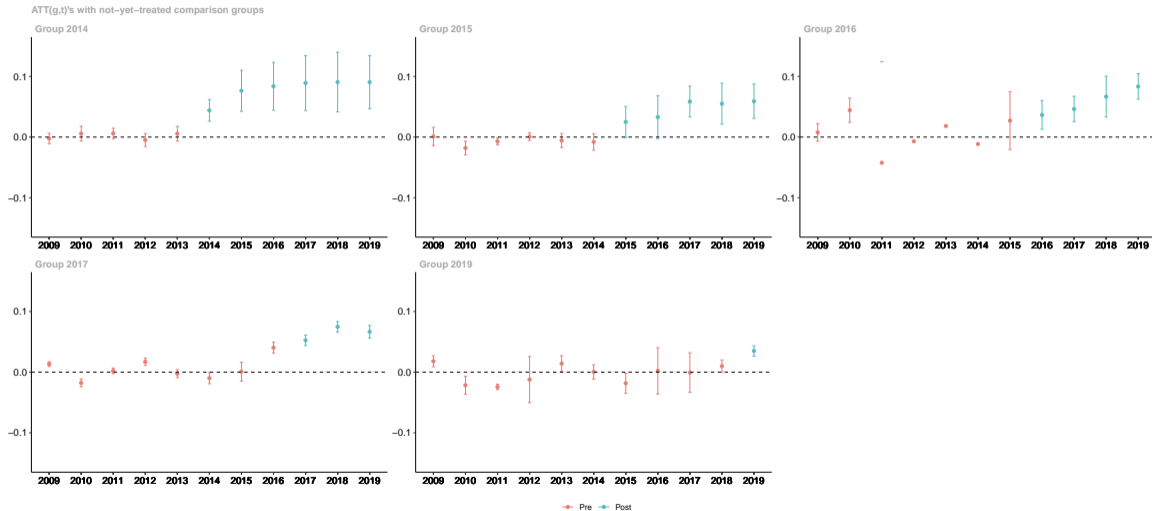 ATT(g,t)'s with not−yet−treated comparison groups
Group 2014
0.1
0.0
−0.1
2009 2010 2011 2012 2013 2014 2015 2016 2017 2018 2019
Group 2015
0.1
0.0
−0.1
2009 2010 2011 2012 2013 2014 2015 2016 2017 2018 2019
Group 2016
0.1
0.0
−0.1
2009 2010 2011 2012 2013 2014 2015 2016 2017 2018 2019
Group 2017
0.1
0.0
−0.1
2009 2010 2011 2012 2013 2014 2015 2016 2017 2018 2019
Group 2019
0.1
0.0
−0.1
2009 2010 2011 2012 2013 2014 2015 2016 2017 2018 2019
Pre Post